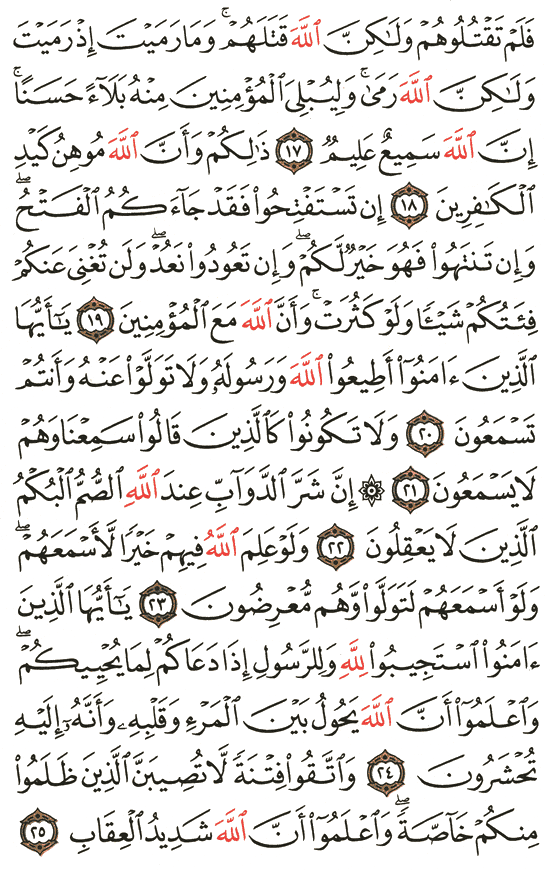 فَلَمْ تَقْتُلُوهُمْ وَلَٰكِنَّ ٱللَّهَ قَتَلَهُمْ ۚ وَمَا رَمَيْتَ إِذْ رَمَيْتَ
وَلَٰكِنَّ ٱللَّهَ رَمَىٰ ۚ وَلِيُبْلِىَ ٱلْمُؤْمِنِينَ مِنْهُ بَلَآءً حَسَنًا ۚ
إِنَّ ٱللَّهَ سَمِيعٌ عَلِيمٌ ١٧ ذَٰلِكُمْ وَأَنَّ ٱللَّهَ مُوهِنُ كَيْدِ
ٱلْكَٰفِرِينَ ١٨ إِن تَسْتَفْتِحُوا۟ فَقَدْ جَآءَكُمُ ٱلْفَتْحُ ۖ
وَإِن تَنتَهُوا۟ فَهُوَ خَيْرٌ لَّكُمْ ۖ وَإِن تَعُودُوا۟ نَعُدْ ۖ وَلَن تُغْنِىَ عَنكُمْ
فِئَتُكُمْ شَيْـًٔا وَلَوْ كَثُرَتْ ۚ وَأَنَّ ٱللَّهَ مَعَ ٱلْمُؤْمِنِينَ ١٩ يَٰٓأَيُّهَا
ٱلَّذِينَ ءَامَنُوٓا۟ أَطِيعُوا۟ ٱللَّهَ وَرَسُولَهُۥ وَلَا تَوَلَّوْا۟ عَنْهُ وَأَنتُمْ
تَسْمَعُونَ ٢٠ وَلَا تَكُونُوا۟ كَٱلَّذِينَ قَالُوا۟ سَمِعْنَا وَهُمْ
لَا يَسْمَعُونَ ٢١ ۞ إِنَّ شَرَّ ٱلدَّوَآبِّ عِندَ ٱللَّهِ ٱلصُّمُّ ٱلْبُكْمُ
ٱلَّذِينَ لَا يَعْقِلُونَ ٢٢ وَلَوْ عَلِمَ ٱللَّهُ فِيهِمْ خَيْرًا لَّأَسْمَعَهُمْ ۖ
وَلَوْ أَسْمَعَهُمْ لَتَوَلَّوا۟ وَّهُم مُّعْرِضُونَ ٢٣ يَٰٓأَيُّهَا ٱلَّذِينَ
ءَامَنُوا۟ ٱسْتَجِيبُوا۟ لِلَّهِ وَلِلرَّسُولِ إِذَا دَعَاكُمْ لِمَا يُحْيِيكُمْ ۖ
وَٱعْلَمُوٓا۟ أَنَّ ٱللَّهَ يَحُولُ بَيْنَ ٱلْمَرْءِ وَقَلْبِهِۦ وَأَنَّهُۥٓ إِلَيْهِ
تُحْشَرُونَ ٢٤ وَٱتَّقُوا۟ فِتْنَةً لَّا تُصِيبَنَّ ٱلَّذِينَ ظَلَمُوا۟
مِنكُمْ خَآصَّةً ۖ وَٱعْلَمُوٓا۟ أَنَّ ٱللَّهَ شَدِيدُ ٱلْعِقَابِ ٢٥